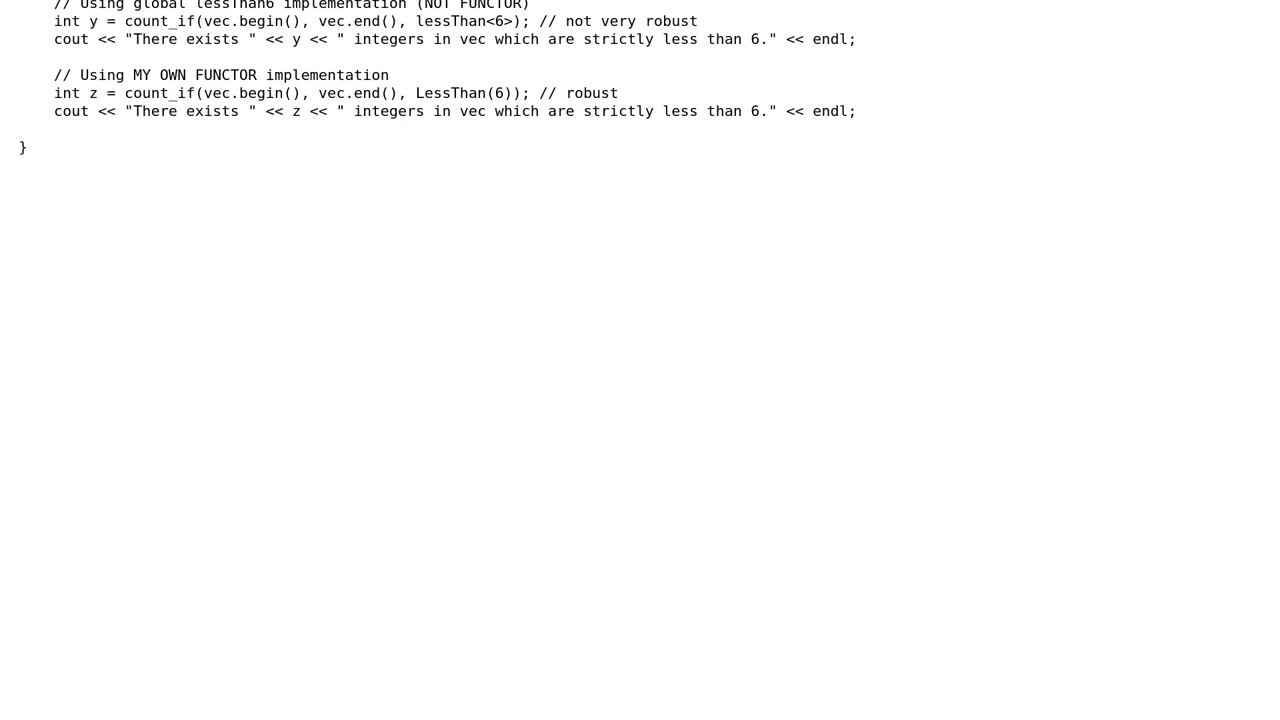 // Using global lessThan6 implementation (NOT FUNCTOR)
int y = count_if(vec.begin(), vec.end(), lessThan<6>); // not very robust
cout << "There exists " << y << " integers in vec which are strictly less than 6." << endl;
// Using MY OWN FUNCTOR implementation
int z = count_if(vec.begin(), vec.end(), LessThan(6)); // robust
cout << "There exists " << z << " integers in vec which are strictly less than 6." << endl;
}